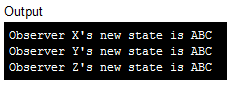 Output
Observer X's new state is ABC
Observer Y's new state is ABC
Observer Z's new state is ABC